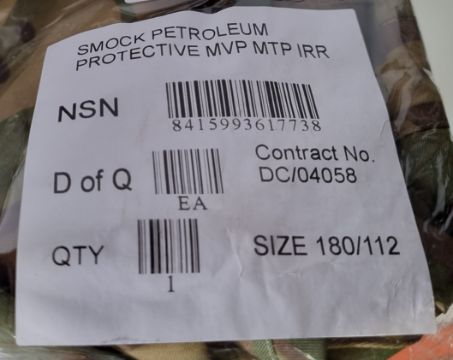 SMOCK PETROLEUM
PROTECTIVE MVP MTP IRR
NSN
8415993617738
D of Q
EA
Contract No.
DC/04058
QTY
1
SIZE 180/112